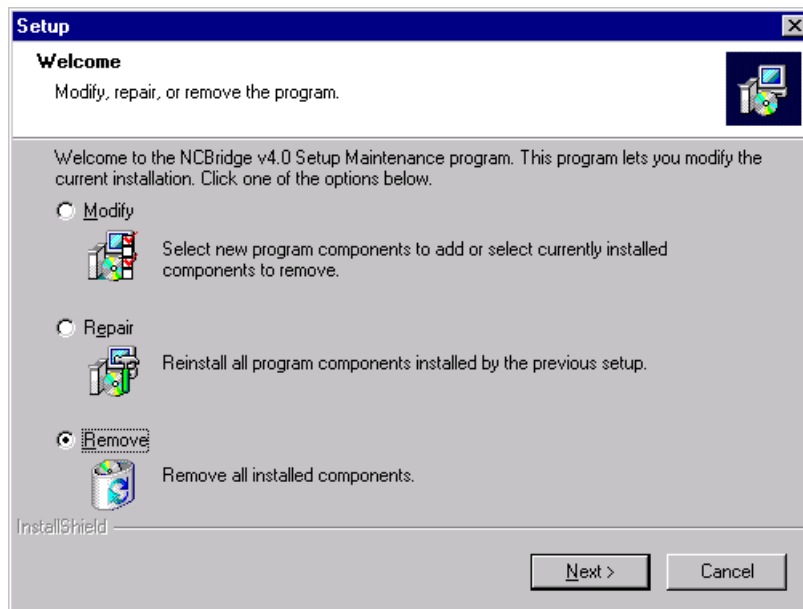 Setup
Welcome
Modify, repair, or remove the program.
Welcome to the NCBridge v4.0 Setup Maintenance program. This program lets you modify the
current installation. Click one of the options below.
Modify
Select new program components to add or select currently installed
components to remove.
Repair
Reinstall all program components installed by the previous setup.
Remove
Remove all installed components.
InstallShield
Next >
Cancel